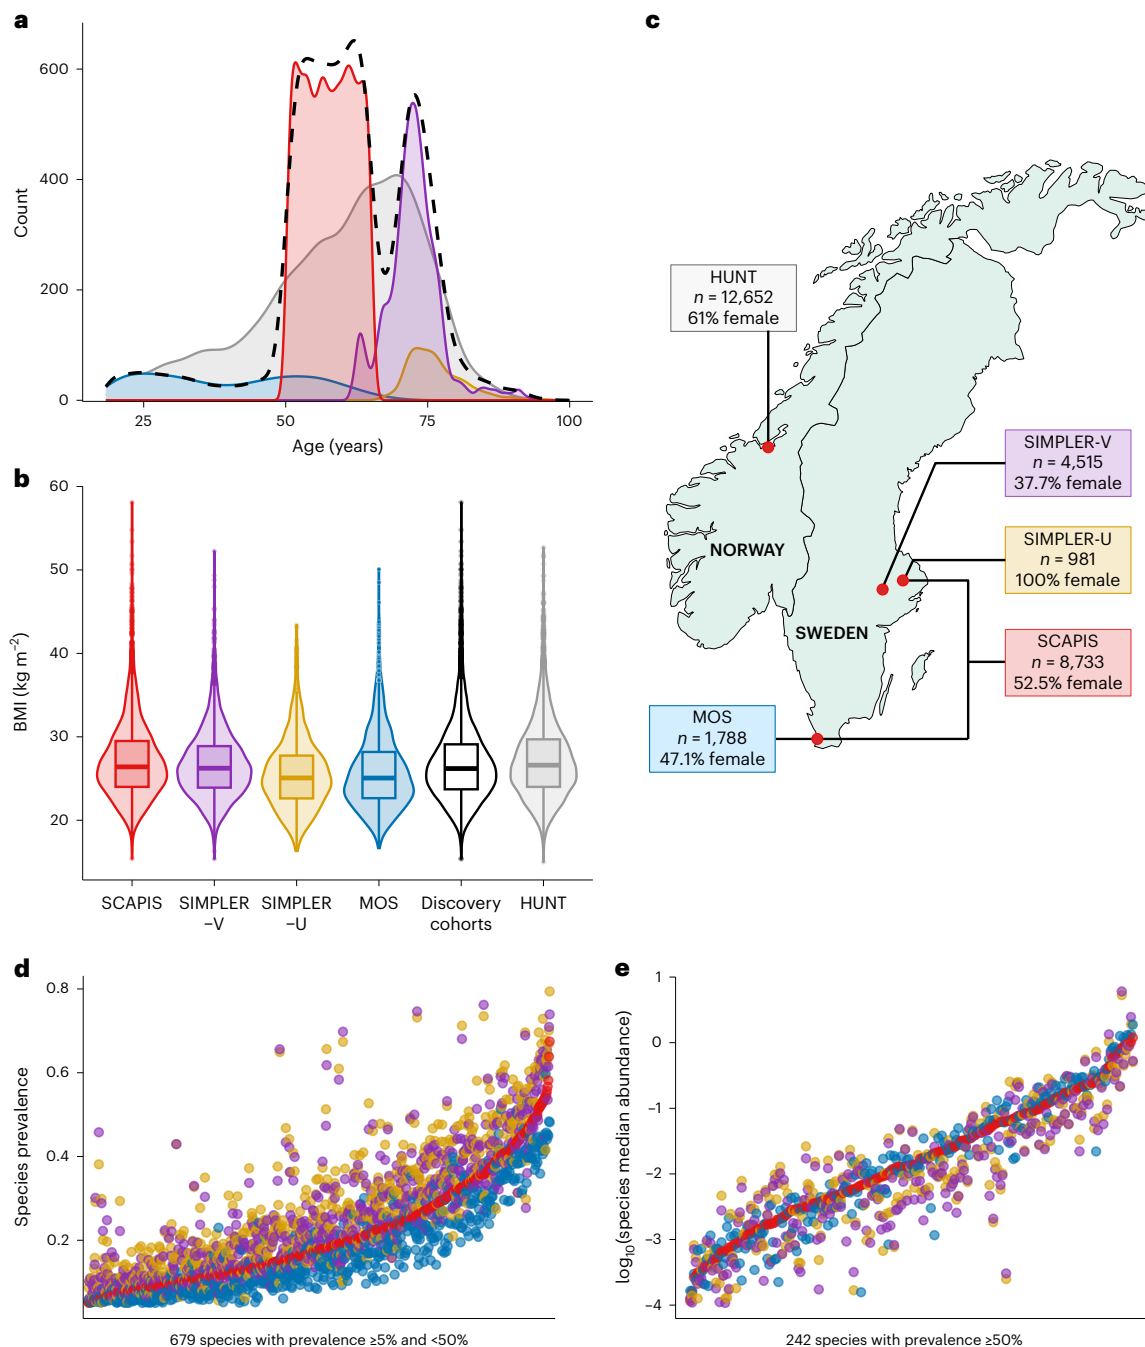 a
600
400
200
0
Count
25
50
75
100
Age (years)
b
60
50
40
30
20
BMI (kg m⁻²)
SCAPIS
SIMPLER
–V
SIMPLER
–U
MOS
Discovery
cohorts
HUNT
c
HUNT
n = 12,652
61% female
SIMPLER-V
n = 4,515
37.7% female
SIMPLER-U
n = 981
100% female
SCAPIS
n = 8,733
52.5% female
MOS
n = 1,788
47.1% female
NORWAY
SWEDEN
d
0.8
0.6
0.4
0.2
Species prevalence
679 species with prevalence ≥5% and <50%
e
1
0
–1
–2
–3
–4
log₁₀(species median abundance)
242 species with prevalence ≥50%